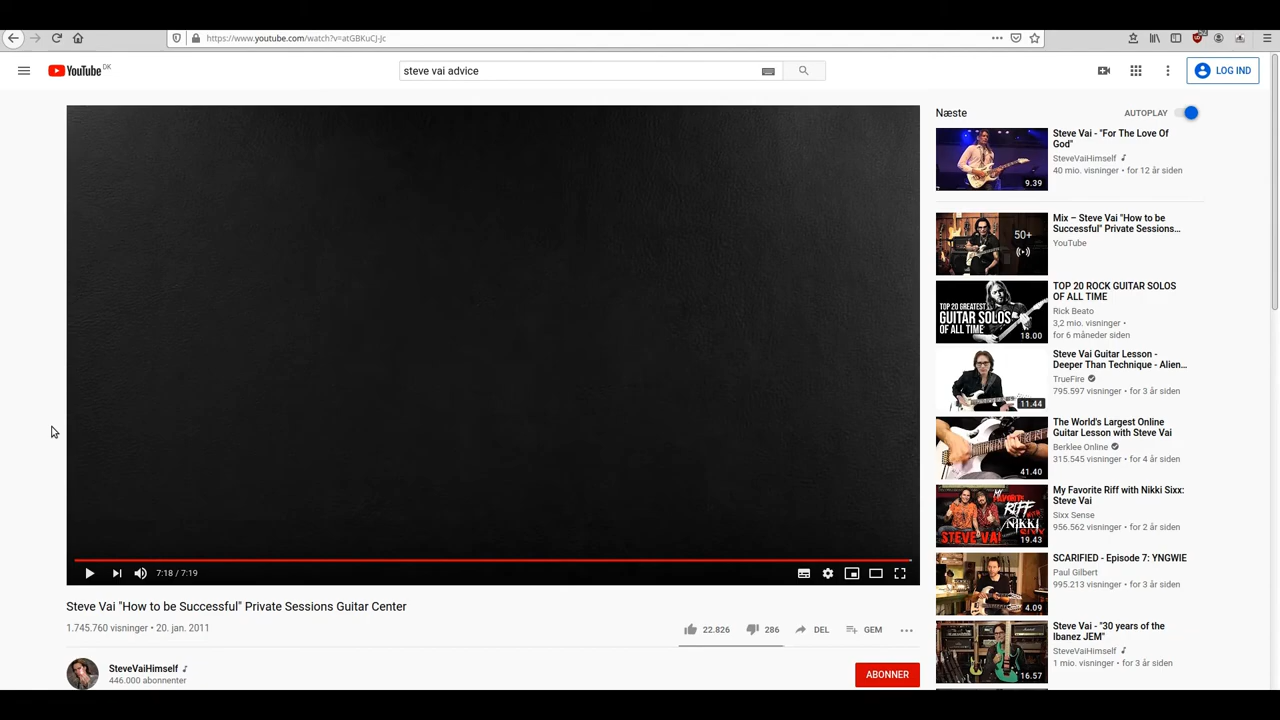 https://www.youtube.com/watch?v=atGBKuCJ-Jc
YouTube DK
steve vai advice
LOG IND
7:18 / 7:19
Steve Vai "How to be Successful" Private Sessions Guitar Center
1.745.760 visninger • 20. jan. 2011
22.826
286
DEL
GEM
SteveVaiHimself
446.000 abonnenter
ABONNER
Næste
AUTOPLAY
9.39
Steve Vai - "For The Love Of
God"
SteveVaiHimself
40 mio. visninger • for 12 år siden
50+
Mix – Steve Vai "How to be
Successful" Private Sessions…
YouTube
TOP 20 GREATEST
GUITAR SOLOS
OF ALL TIME
18.00
TOP 20 ROCK GUITAR SOLOS
OF ALL TIME
Rick Beato
3,2 mio. visninger •
for 6 måneder siden
11.44
Steve Vai Guitar Lesson -
Deeper Than Technique - Alien…
TrueFire
795.597 visninger • for 3 år siden
41.40
The World's Largest Online
Guitar Lesson with Steve Vai
Berklee Online
315.545 visninger • for 4 år siden
MY FAVORITE
RIFF WITH
NIKKI
SIXX
STEVE VAI
19.43
My Favorite Riff with Nikki Sixx:
Steve Vai
Sixx Sense
956.562 visninger • for 2 år siden
4.09
SCARIFIED - Episode 7: YNGWIE
Paul Gilbert
995.213 visninger • for 3 år siden
16.57
Steve Vai - "30 years of the
Ibanez JEM"
SteveVaiHimself
1 mio. visninger • for 3 år siden